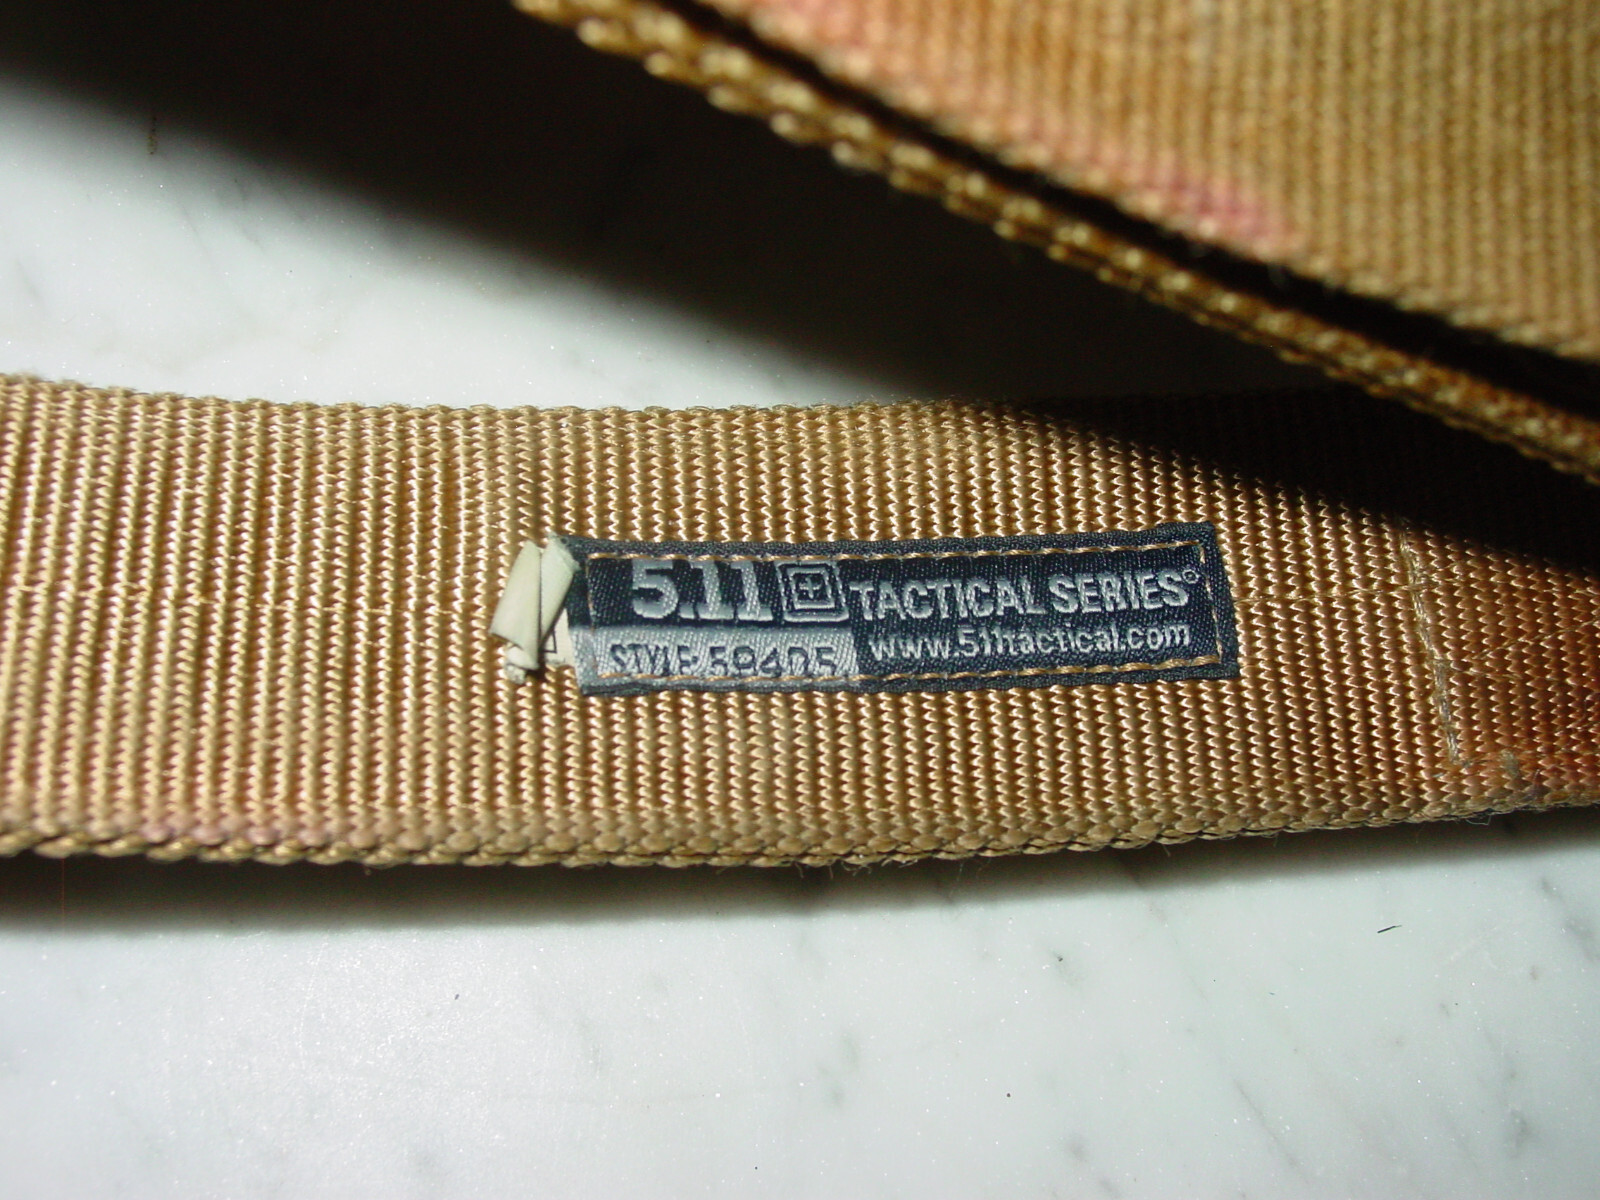 5.11 TACTICAL SERIES®
STYLE: 59405 www.511tactical.com